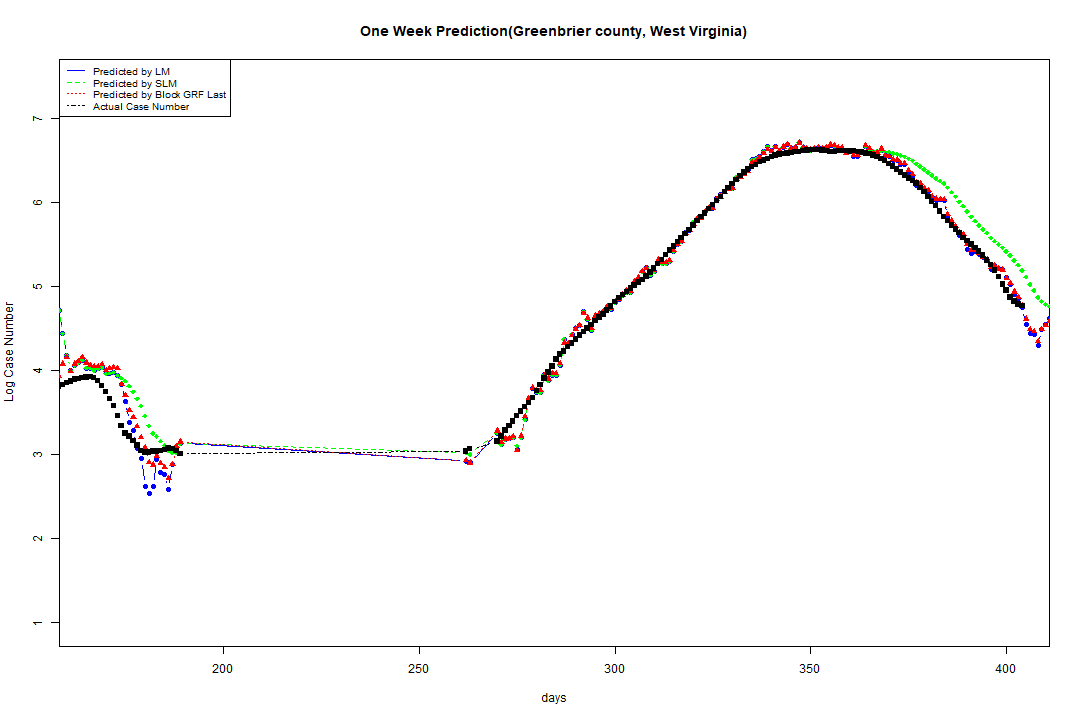 One Week Prediction(Greenbrier county, West Virginia)
Predicted by LM
Predicted by SLM
Predicted by Block GRF Last
Actual Case Number
7
6
5
4
3
2
1
Log Case Number
200 250 300 350 400
days